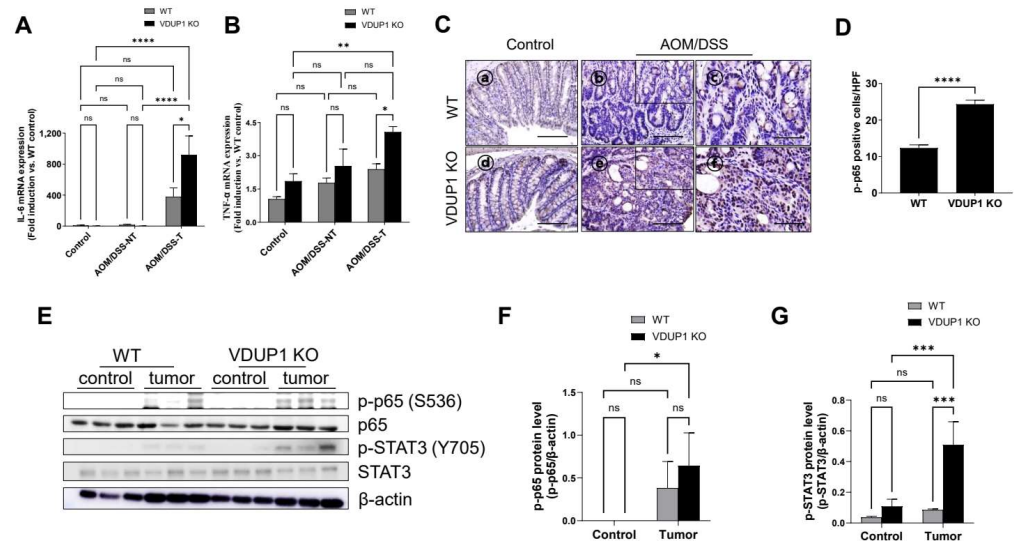 A
WT
VDUP1 KO
****
ns
**
ns
ns
****
ns
ns
*
IL-6 mRNA expression
(Fold induction vs. WT control)
1,200
800
400
0
Control
AOM/DSS-NT
AOM/DSS-T
B
WT
VDUP1 KO
**
ns
ns
ns
ns
ns
ns
*
TNF-α mRNA expression
(Fold induction vs. WT control)
4.5
3.0
1.5
0.0
Control
AOM/DSS-NT
AOM/DSS-T
C
Control
AOM/DSS
WT
VDUP1 KO
a
b
c
d
e
f
D
****
p-p65 positive cells/HPF
30
20
10
0
WT
VDUP1 KO
E
WT
VDUP1 KO
control
tumor
control
tumor
p-p65 (S536)
p65
p-STAT3 (Y705)
STAT3
β-actin
F
WT
VDUP1 KO
*
ns
ns
ns
p-p65 protein level
(p-p65/β-actin)
1.5
1.0
0.5
0.0
Control
Tumor
G
WT
VDUP1 KO
***
ns
***
ns
p-STAT3 protein level
(p-STAT3/β-actin)
0.8
0.6
0.4
0.2
0.0
Control
Tumor